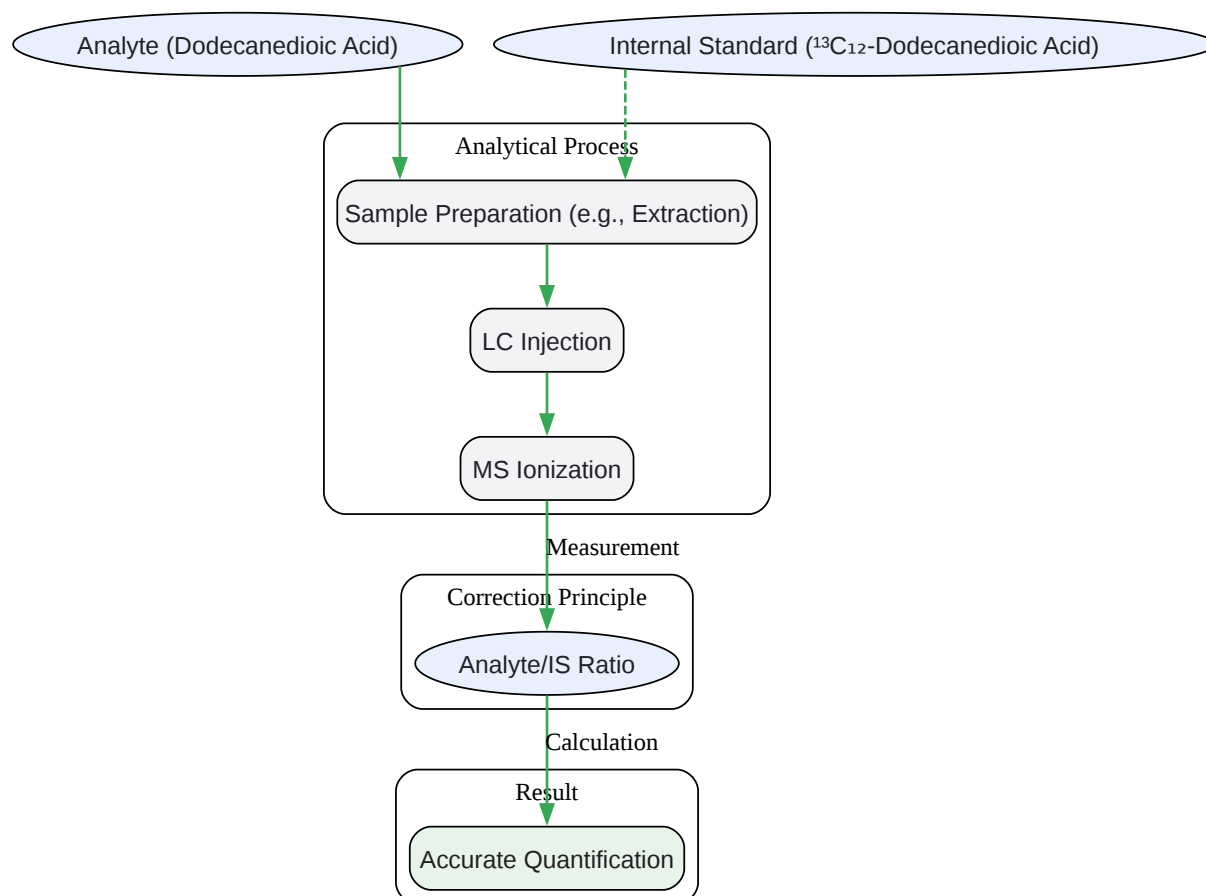 Analyte (Dodecanedioic Acid)
Internal Standard (¹³C₁₂-Dodecanedioic Acid)
Analytical Process
Sample Preparation (e.g., Extraction)
LC Injection
MS Ionization
Measurement
Correction Principle
Analyte/IS Ratio
Calculation
Result
Accurate Quantification